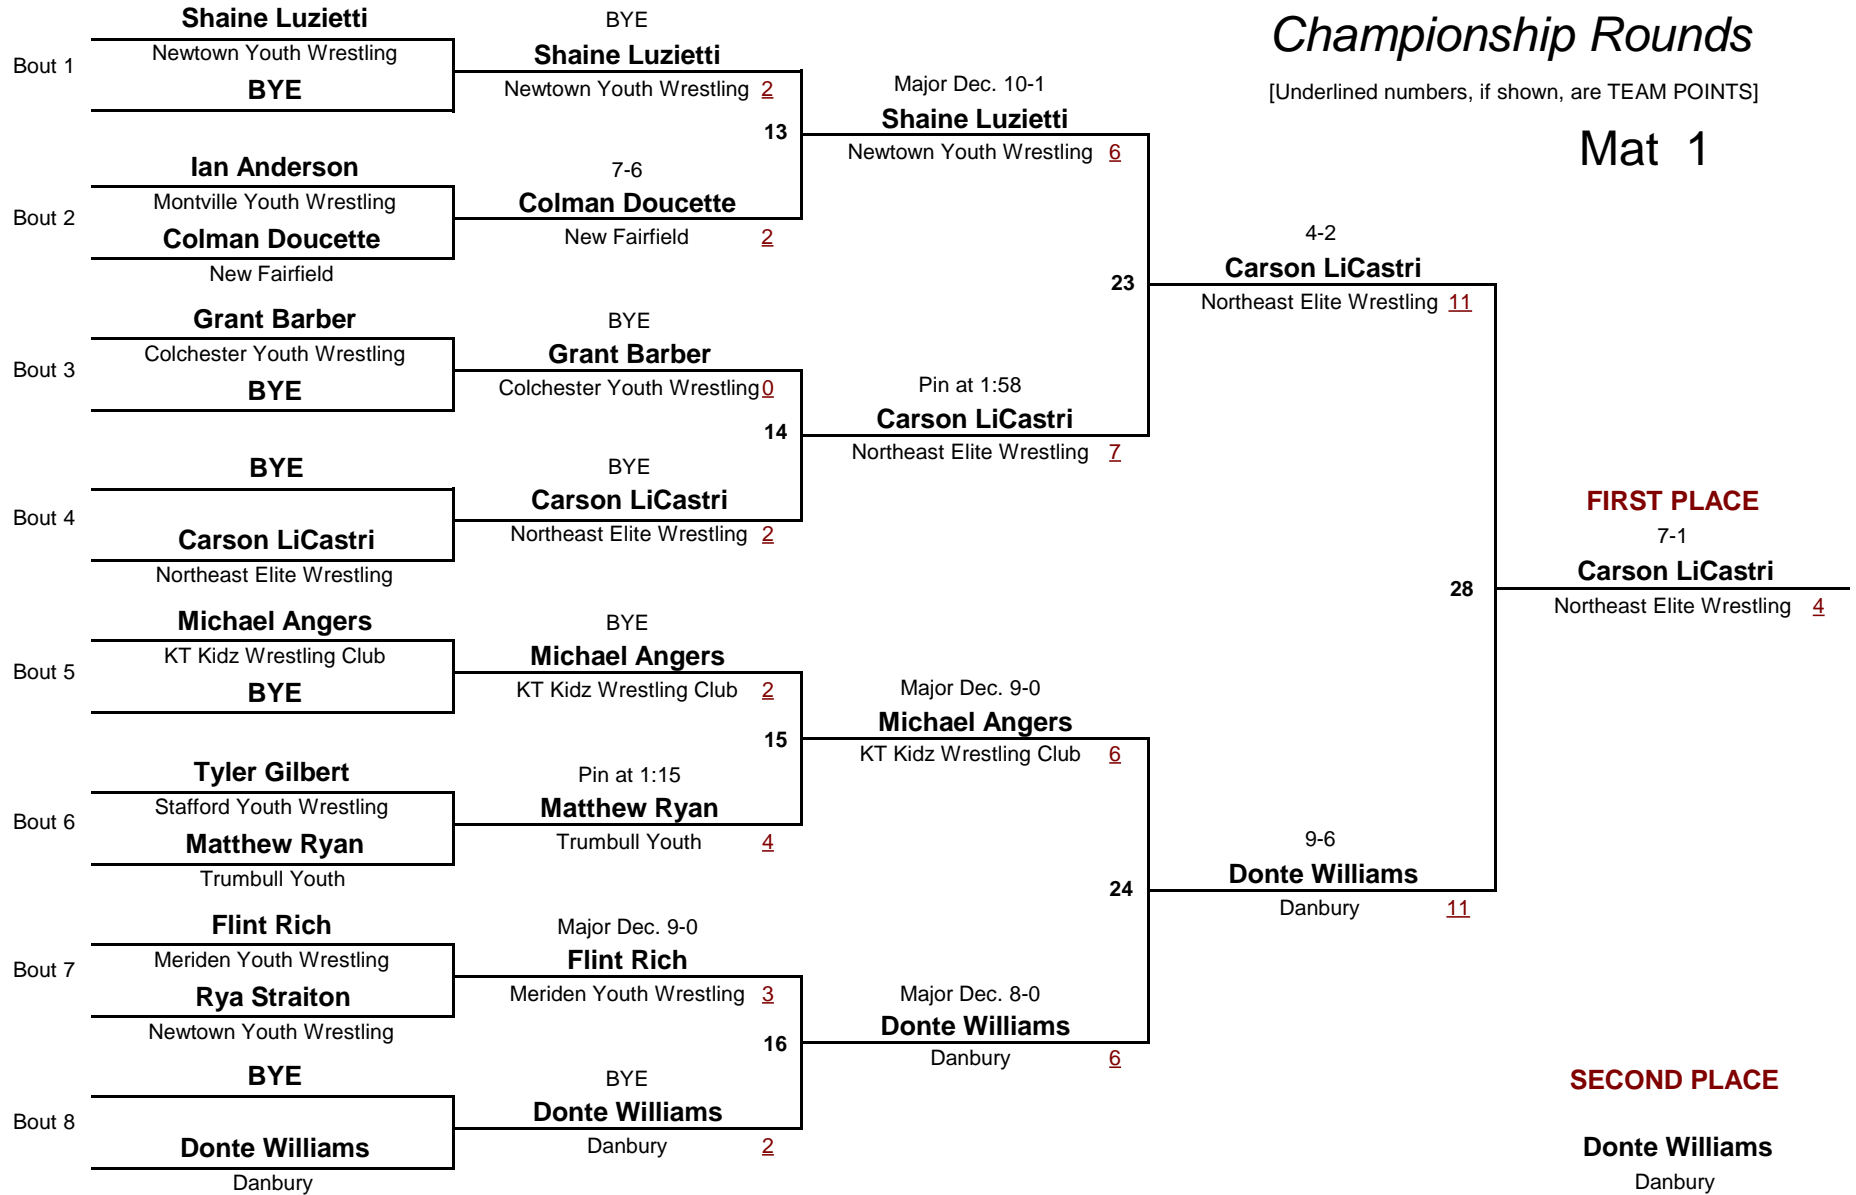 Championship Rounds
[Underlined numbers, if shown, are TEAM POINTS]
Mat 1
Bout 1
Shaine Luzietti
Newtown Youth Wrestling
BYE
Bout 2
Ian Anderson
Montville Youth Wrestling
Colman Doucette
New Fairfield
Bout 3
Grant Barber
Colchester Youth Wrestling
BYE
Bout 4
BYE
Carson LiCastri
Northeast Elite Wrestling
Bout 5
Michael Angers
KT Kidz Wrestling Club
BYE
Bout 6
Tyler Gilbert
Stafford Youth Wrestling
Matthew Ryan
Trumbull Youth
Bout 7
Flint Rich
Meriden Youth Wrestling
Rya Straiton
Newtown Youth Wrestling
Bout 8
BYE
Donte Williams
Danbury
BYE
Shaine Luzietti
Newtown Youth Wrestling 2
13
7-6
Colman Doucette
New Fairfield 2
BYE
Grant Barber
Colchester Youth Wrestling 0
14
BYE
Carson LiCastri
Northeast Elite Wrestling 2
BYE
Michael Angers
KT Kidz Wrestling Club 2
15
Pin at 1:15
Matthew Ryan
Trumbull Youth 4
Major Dec. 9-0
Flint Rich
Meriden Youth Wrestling 3
16
BYE
Donte Williams
Danbury 2
Major Dec. 10-1
Shaine Luzietti
Newtown Youth Wrestling 6
23
Pin at 1:58
Carson LiCastri
Northeast Elite Wrestling 7
Major Dec. 9-0
Michael Angers
KT Kidz Wrestling Club 6
24
Major Dec. 8-0
Donte Williams
Danbury 6
4-2
Carson LiCastri
Northeast Elite Wrestling 11
28
9-6
Donte Williams
Danbury 11
FIRST PLACE
7-1
Carson LiCastri
Northeast Elite Wrestling 4
SECOND PLACE
Donte Williams
Danbury